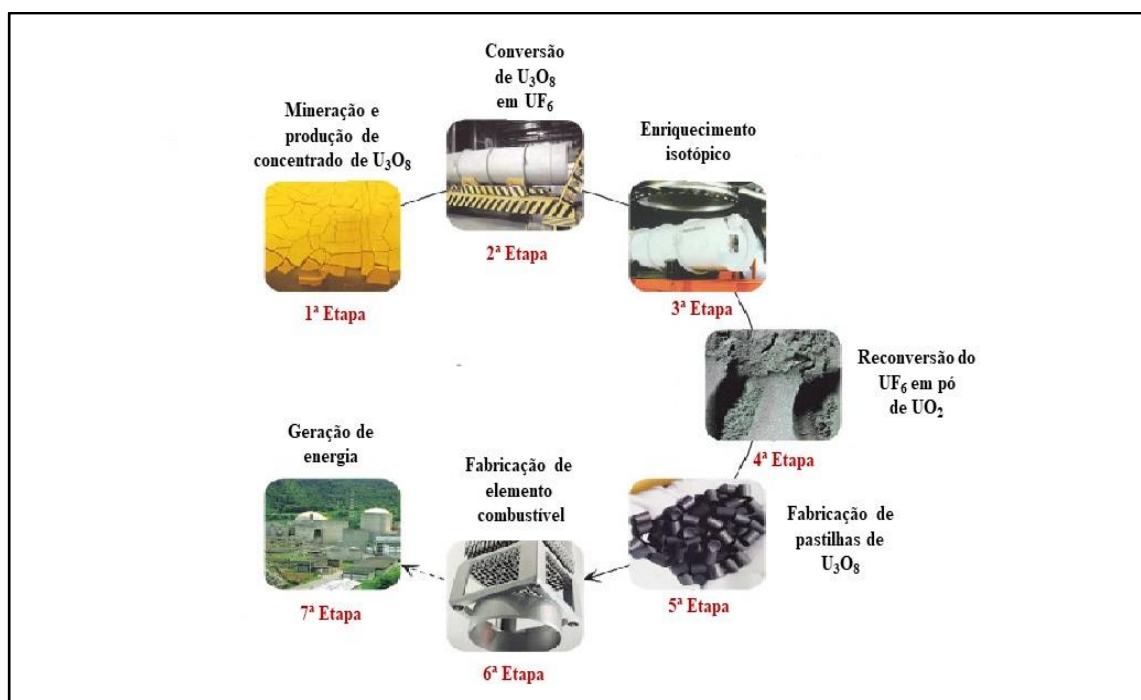 Mineração e
produção de
concentrado de U₃O₈
1ª Etapa
Conversão
de U₃O₈
em UF₆
2ª Etapa
Enriquecimento
isotópico
3ª Etapa
Reconversão do
UF₆ em pó
de UO₂
4ª Etapa
Fabricação de
pastilhas de
U₃O₈
5ª Etapa
Fabricação de
elemento
combustível
6ª Etapa
Geração de
energia
7ª Etapa